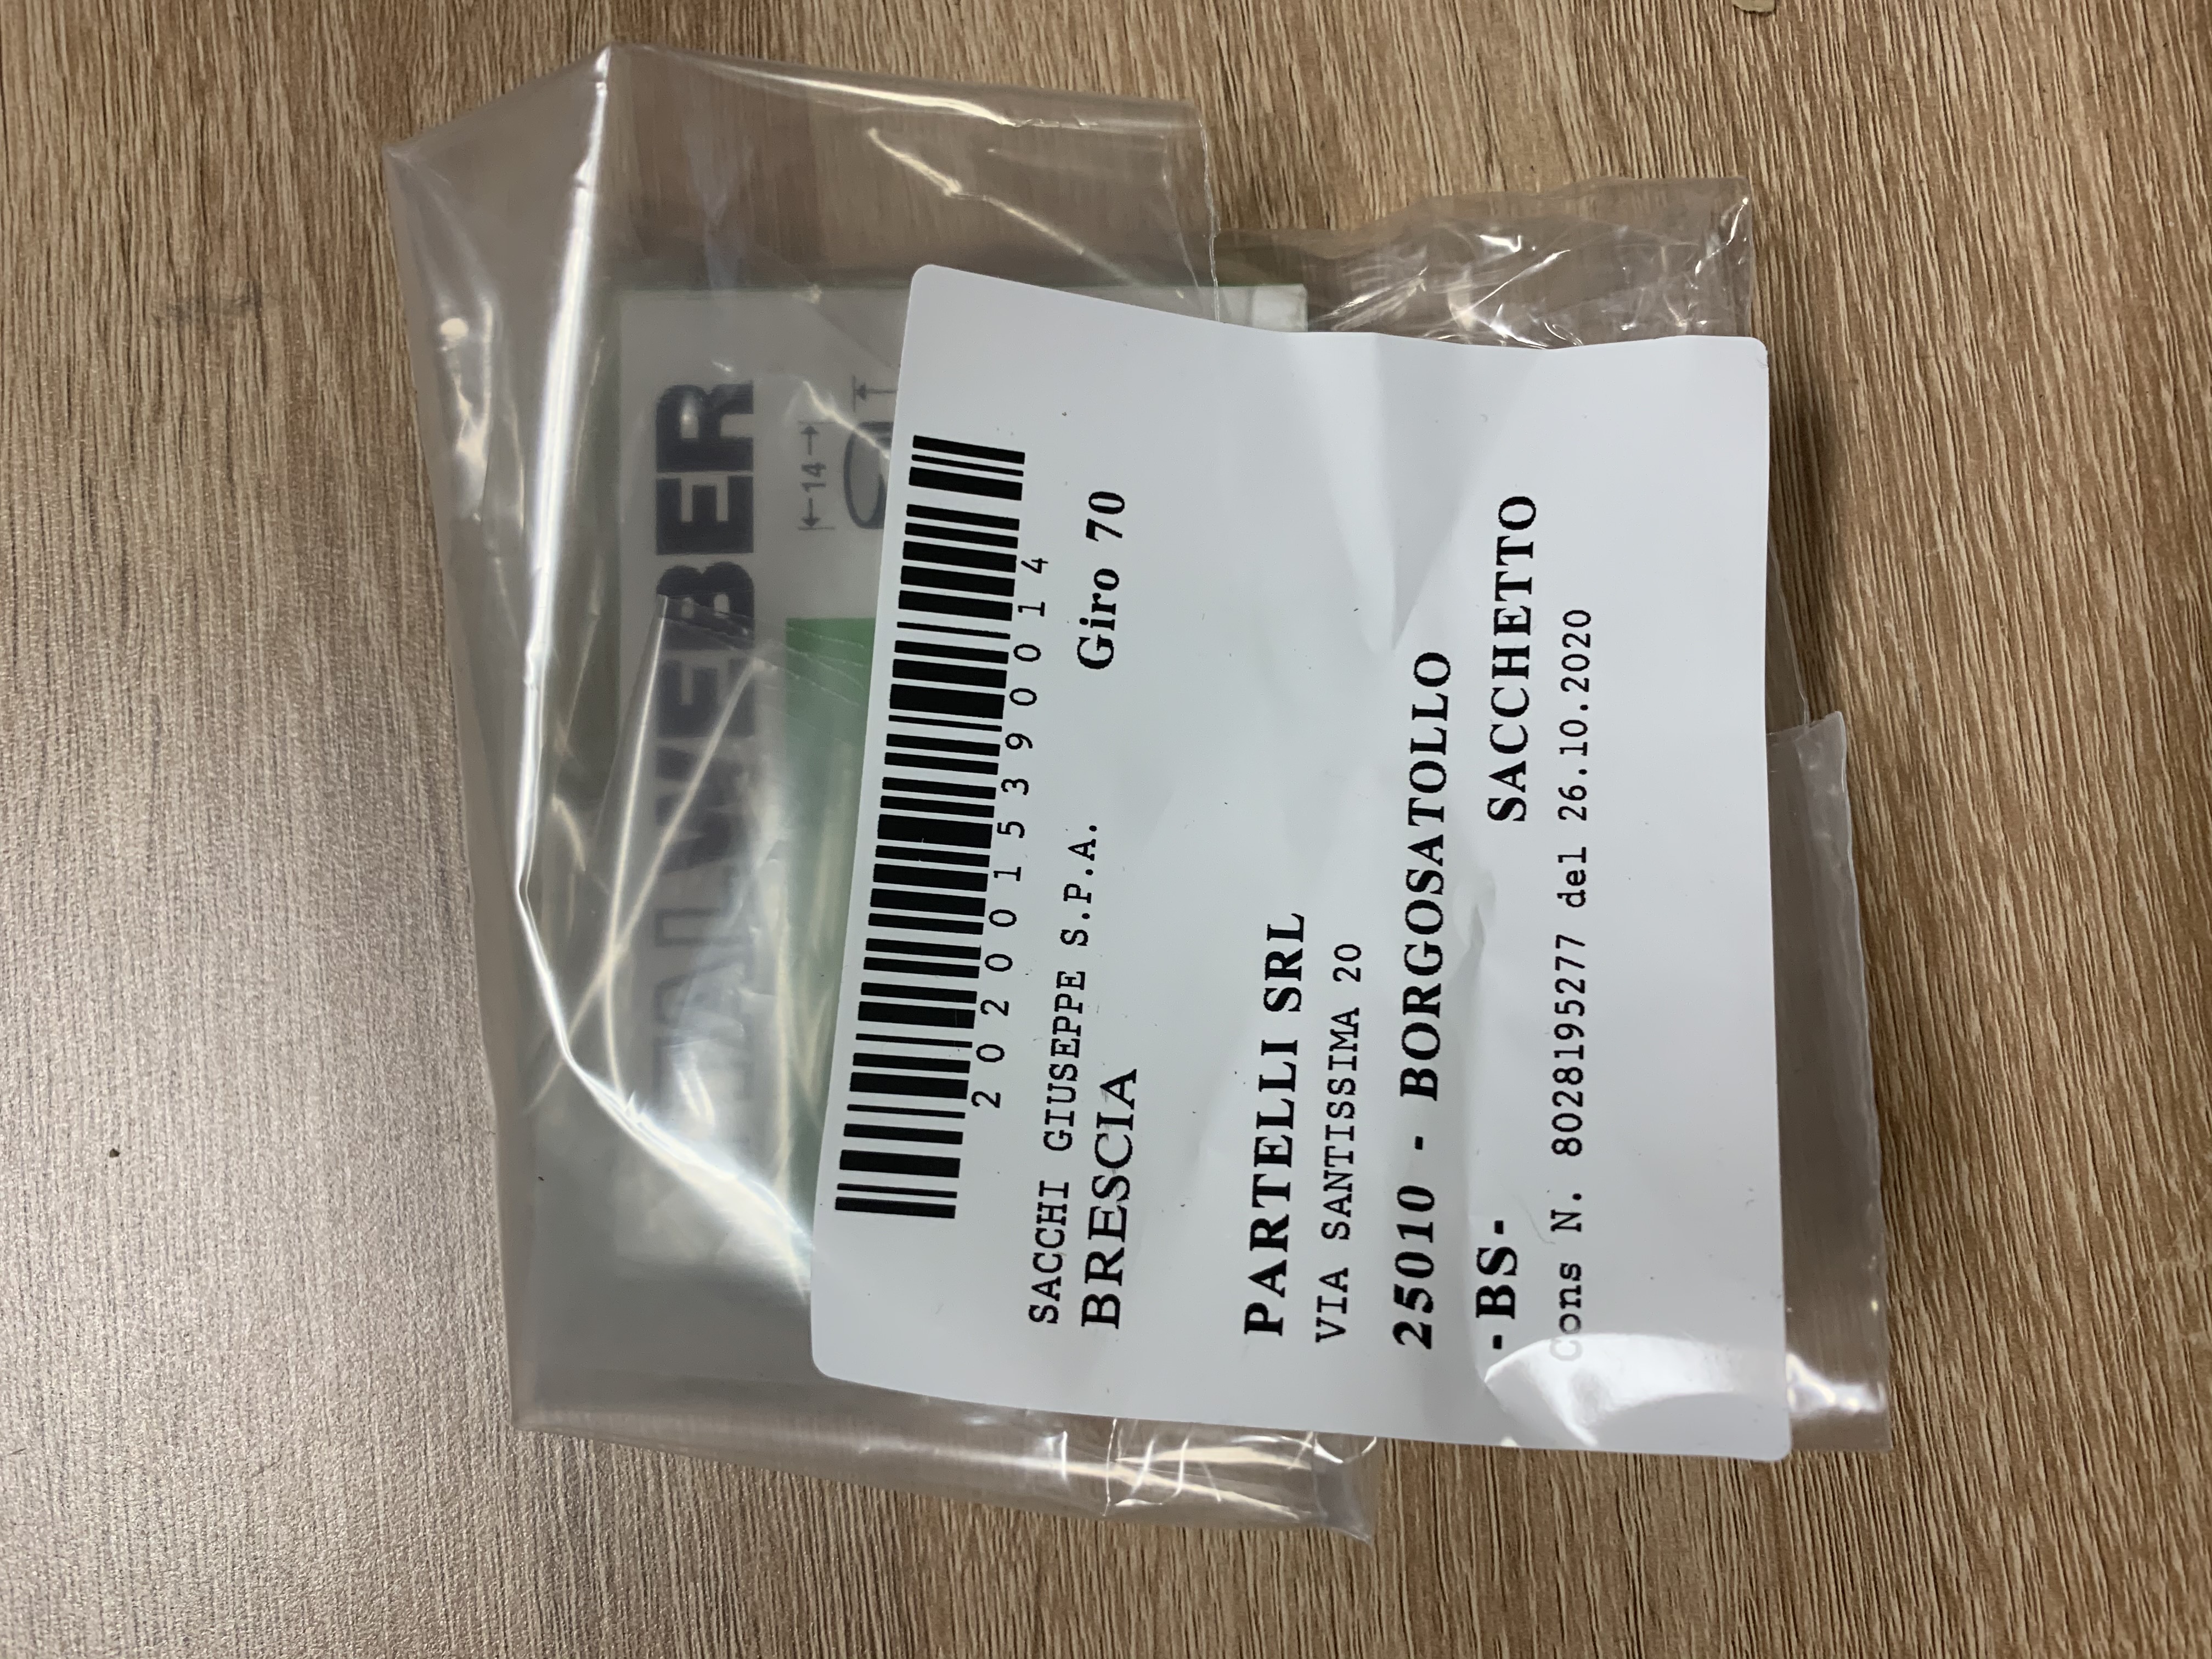 ITALWEBER
14
2020015390014
SACCHI GIUSEPPE S.P.A.
BRESCIA Giro 70
PARTELLI SRL
VIA SANTISSIMA 20
25010 - BORGOSATOLLO
-BS- SACCHETTO
Cons N. 8028195277 del 26.10.2020